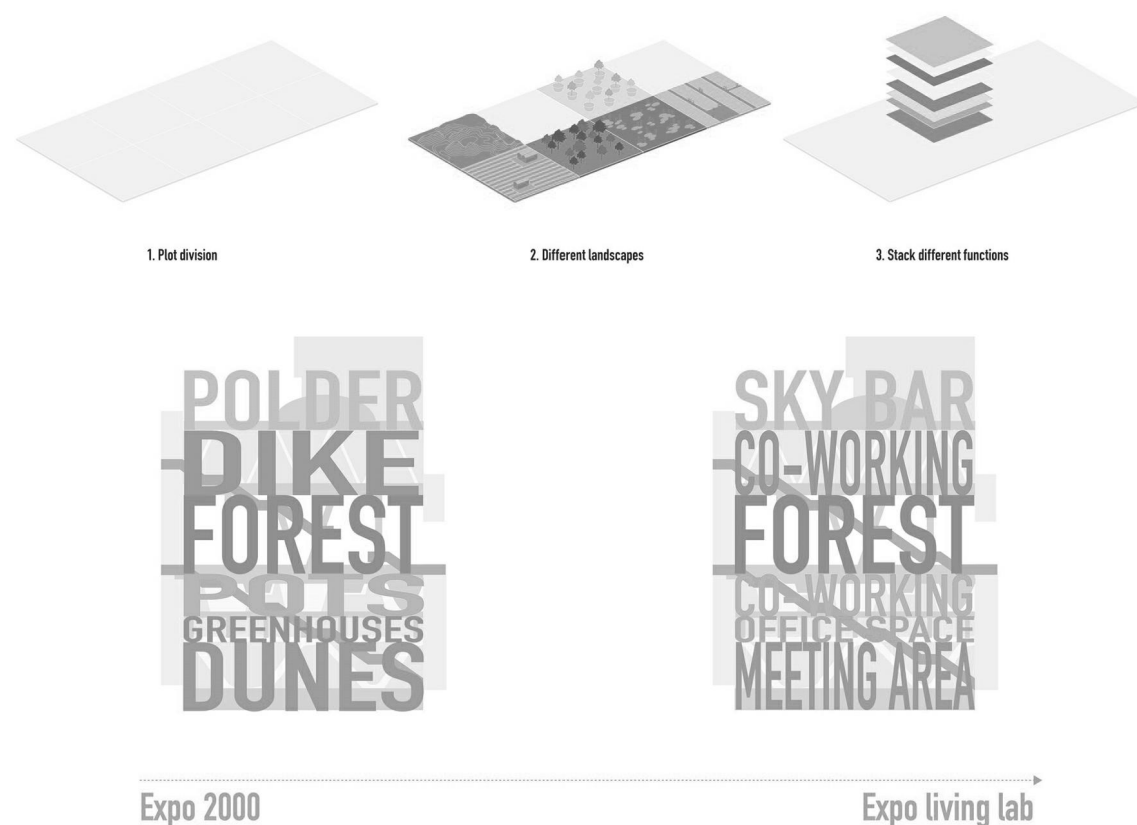 1. Plot division
2. Different landscapes
3. Stack different functions
POLDER
DIKE
FOREST
POTS
GREENHOUSES
DUNES
SKY BAR
CO-WORKING
FOREST
CO-WORKING
OFFICE SPACE
MEETING AREA
Expo 2000
Expo living lab